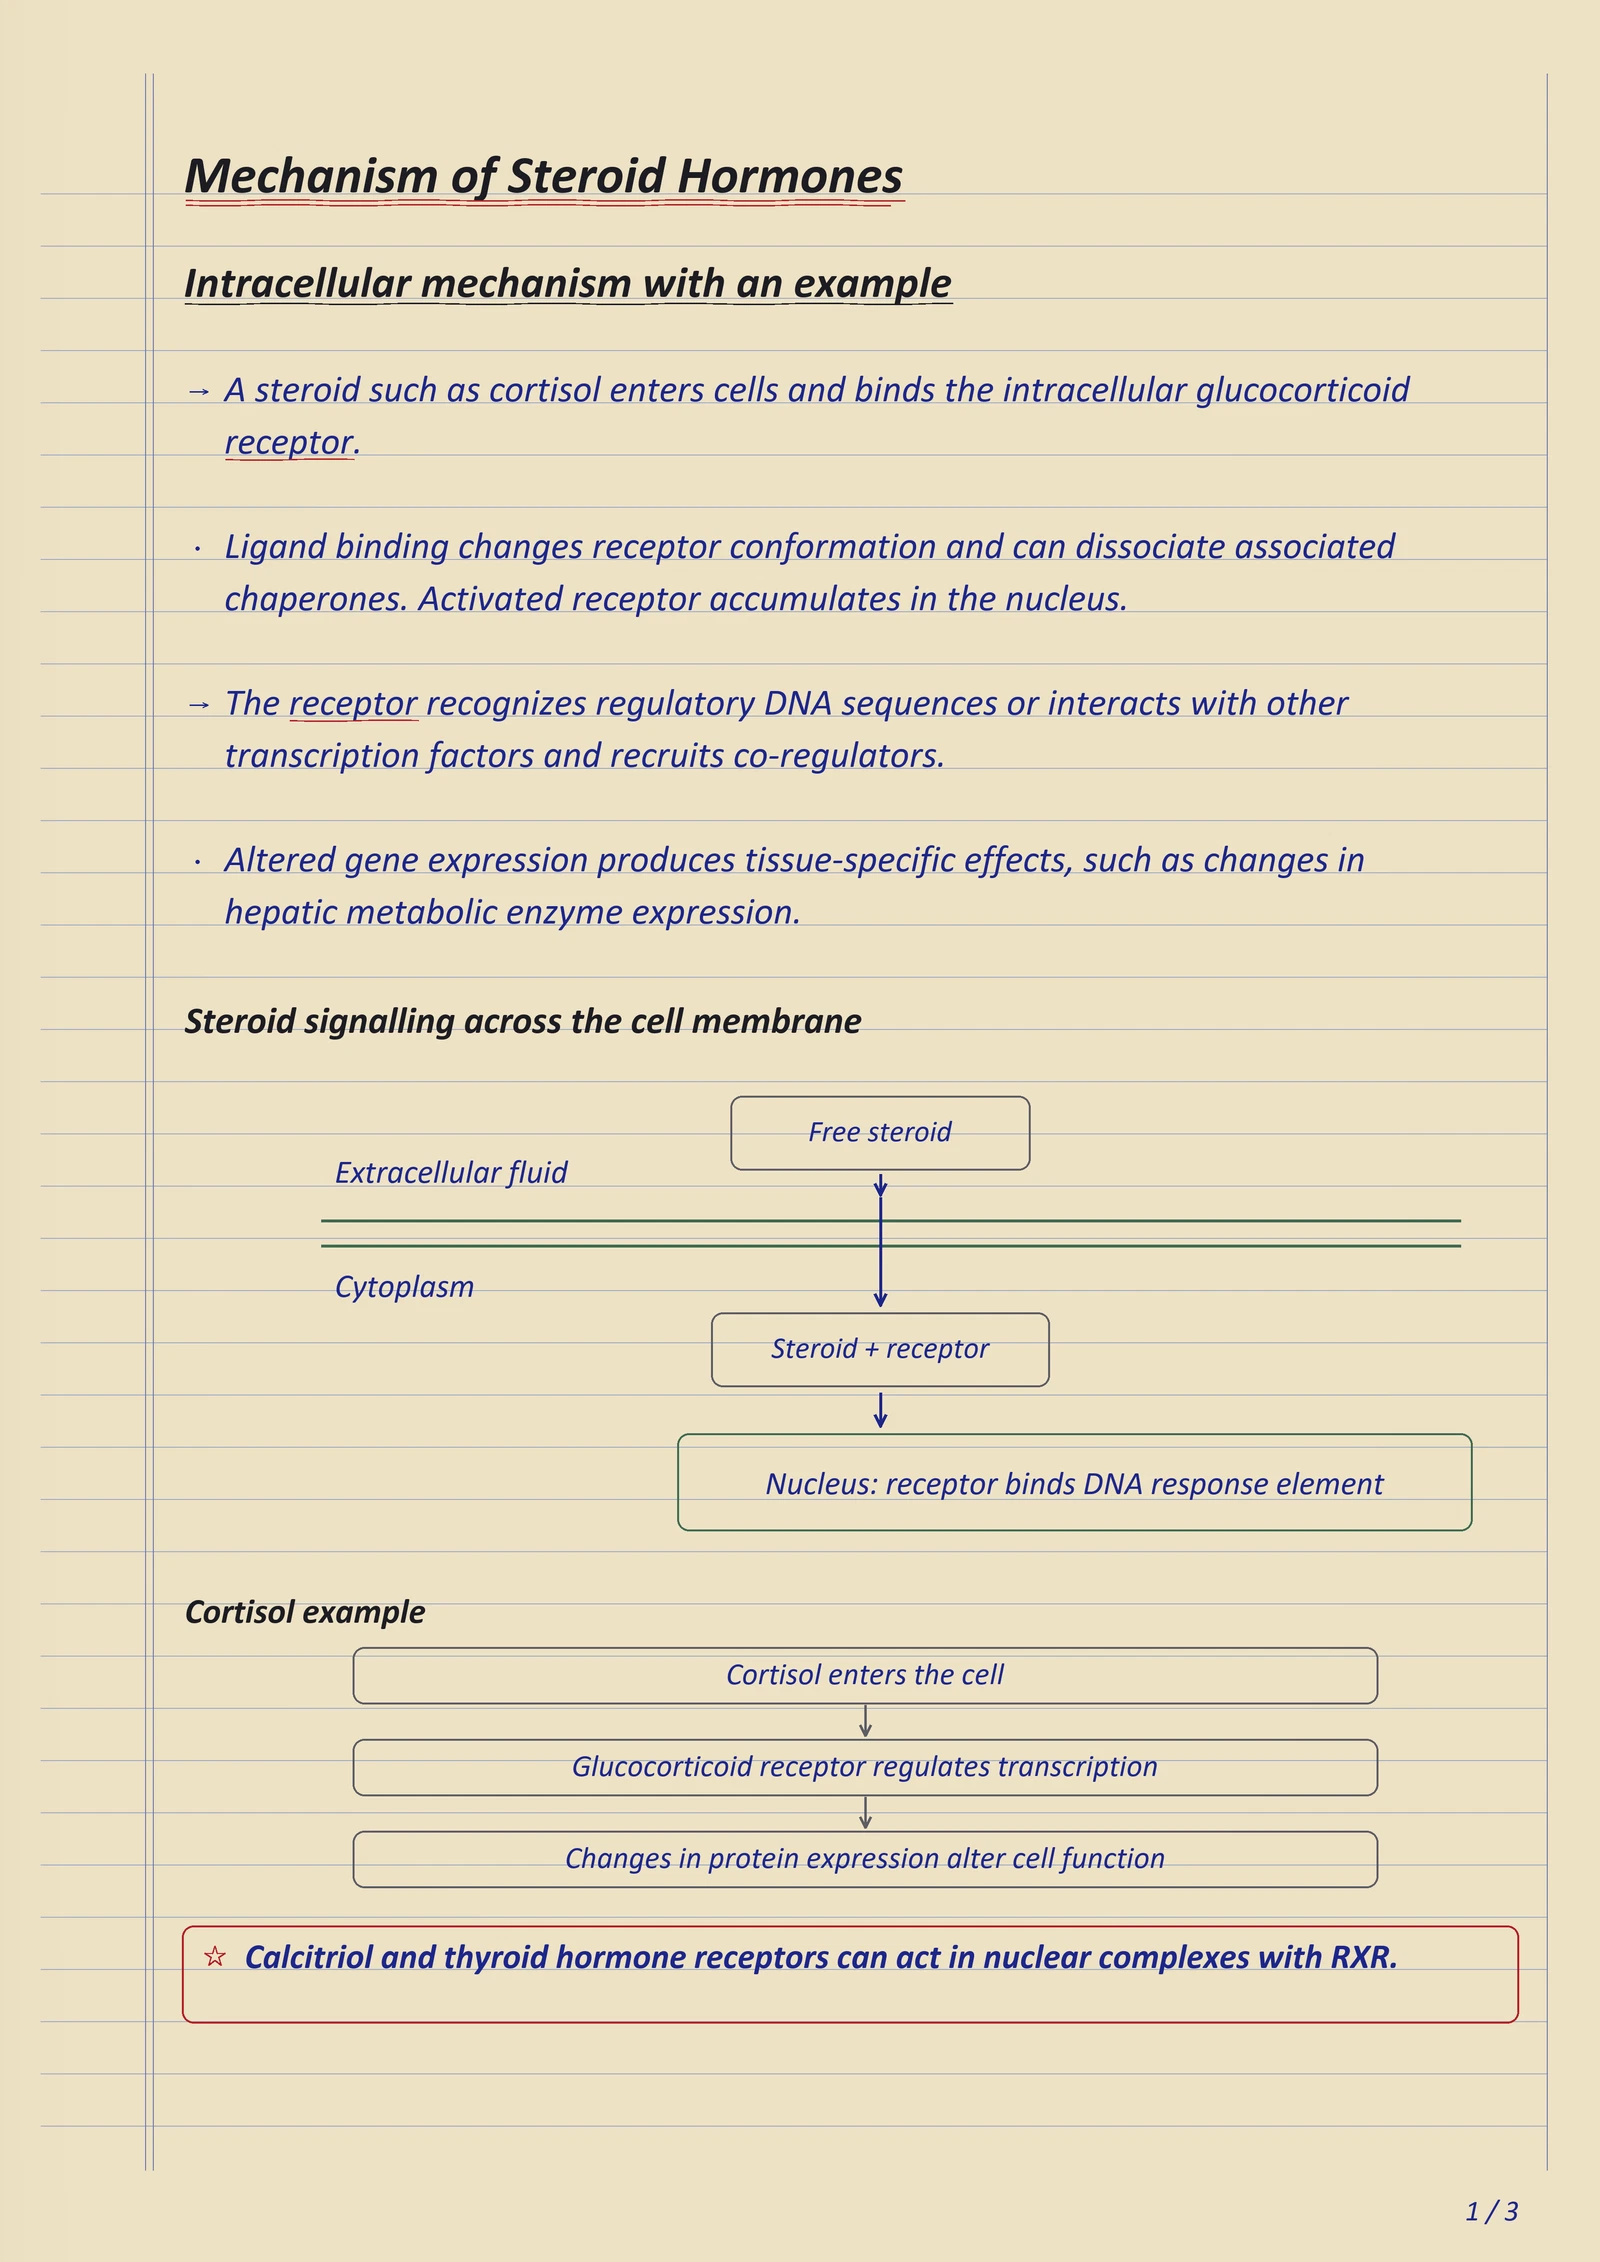 Mechanism of Steroid Hormones
Intracellular mechanism with an example
→ A steroid such as cortisol enters cells and binds the intracellular glucocorticoid
receptor.
· Ligand binding changes receptor conformation and can dissociate associated
chaperones. Activated receptor accumulates in the nucleus.
→ The receptor recognizes regulatory DNA sequences or interacts with other
transcription factors and recruits co-regulators.
· Altered gene expression produces tissue-specific effects, such as changes in
hepatic metabolic enzyme expression.
Steroid signalling across the cell membrane
Free steroid
Extracellular fluid
Cytoplasm
Steroid + receptor
Nucleus: receptor binds DNA response element
Cortisol example
Cortisol enters the cell
Glucocorticoid receptor regulates transcription
Changes in protein expression alter cell function
☆ Calcitriol and thyroid hormone receptors can act in nuclear complexes with RXR.
1 / 3